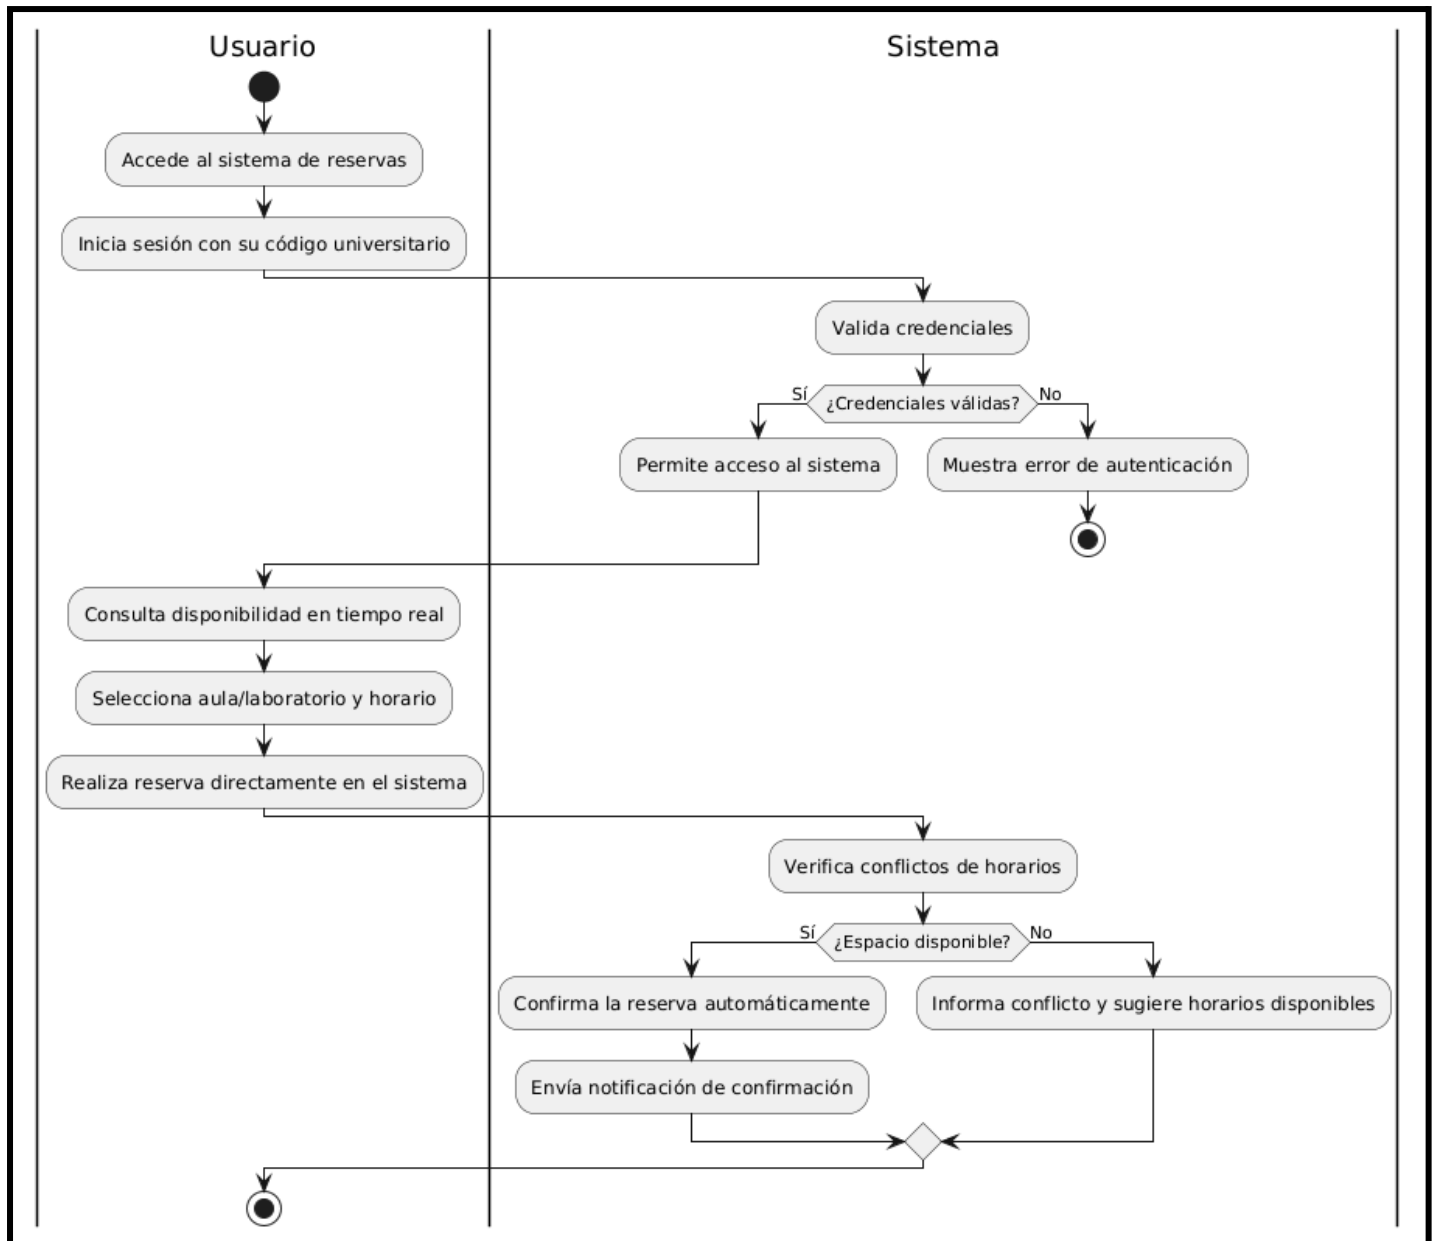 Usuario
Sistema
Accede al sistema de reservas
Inicia sesión con su código universitario
Valida credenciales
Sí
¿Credenciales válidas?
No
Permite acceso al sistema
Muestra error de autenticación
Consulta disponibilidad en tiempo real
Selecciona aula/laboratorio y horario
Realiza reserva directamente en el sistema
Verifica conflictos de horarios
Sí
¿Espacio disponible?
No
Confirma la reserva automáticamente
Informa conflicto y sugiere horarios disponibles
Envía notificación de confirmación